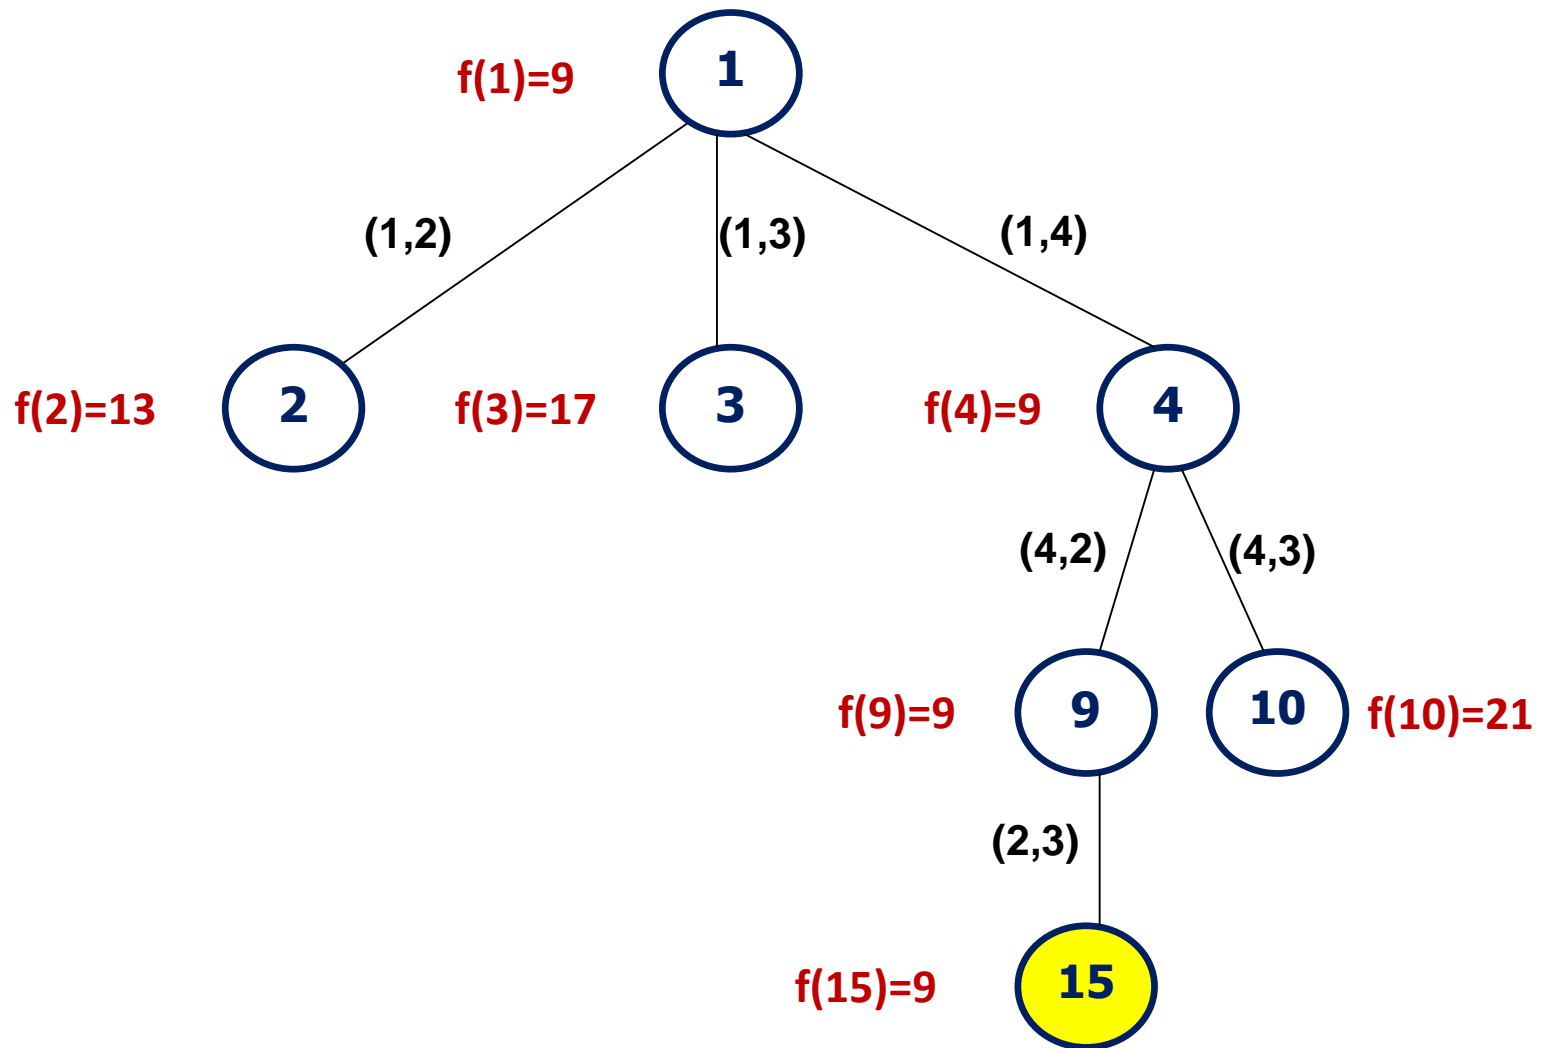 f(1)=9
1
(1,2)
(1,3)
(1,4)
f(2)=13
2
f(3)=17
3
f(4)=9
4
(4,2)
(4,3)
f(9)=9
9
10
f(10)=21
(2,3)
f(15)=9
15